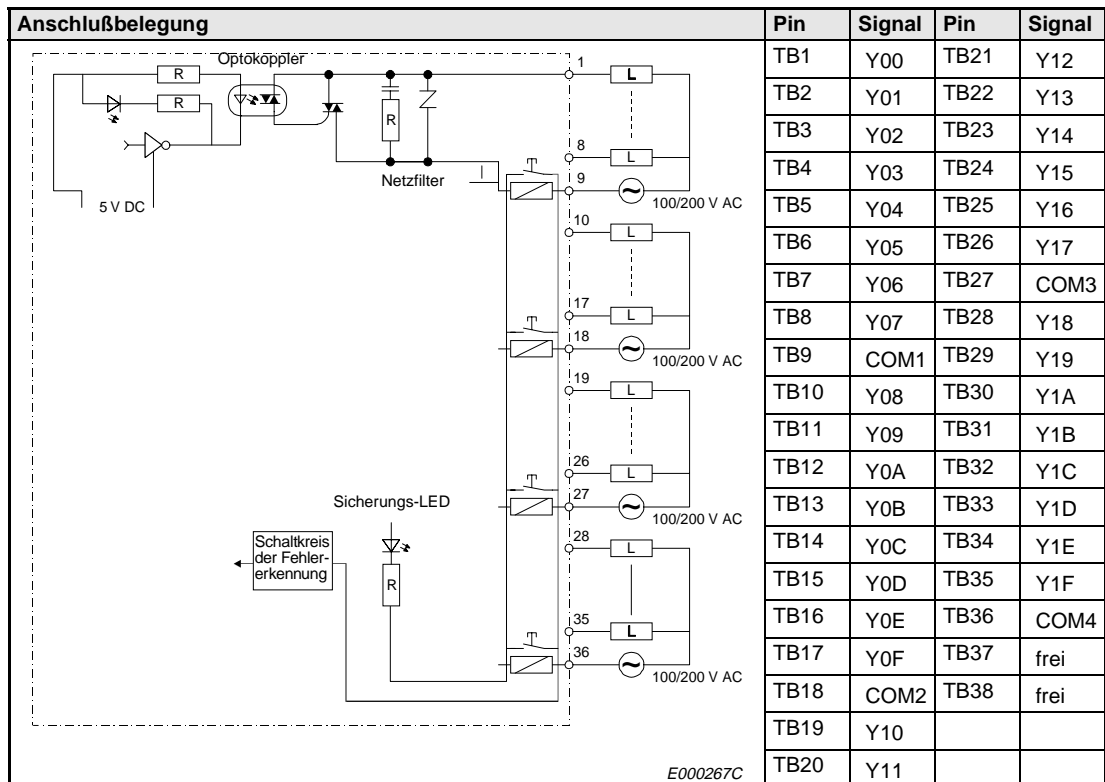 Anschlußbelegung
Pin Signal Pin Signal
TB1 Y00 TB21 Y12
TB2 Y01 TB22 Y13
TB3 Y02 TB23 Y14
TB4 Y03 TB24 Y15
TB5 Y04 TB25 Y16
TB6 Y05 TB26 Y17
TB7 Y06 TB27 COM3
TB8 Y07 TB28 Y18
TB9 COM1 TB29 Y19
TB10 Y08 TB30 Y1A
TB11 Y09 TB31 Y1B
TB12 Y0A TB32 Y1C
TB13 Y0B TB33 Y1D
TB14 Y0C TB34 Y1E
TB15 Y0D TB35 Y1F
TB16 Y0E TB36 COM4
TB17 Y0F TB37 frei
TB18 COM2 TB38 frei
TB19 Y10
TB20 Y11
Optokoppler
R
R
R
5 V DC
Netzfilter
1 L
8 L
9
100/200 V AC
10 L
17 L
18
100/200 V AC
19 L
26 L
27
100/200 V AC
28 L
35 L
36
100/200 V AC
Sicherungs-LED
R
Schaltkreis
der Fehler-
erkennung
E000267C